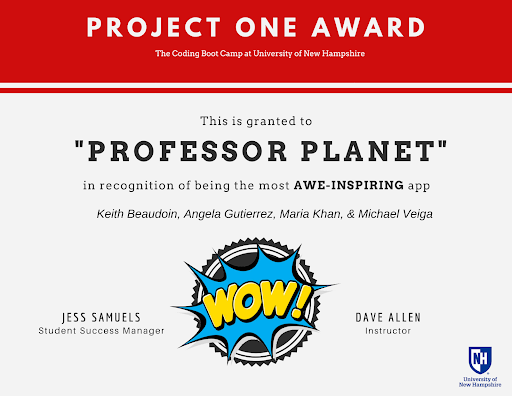 PROJECT ONE AWARD
The Coding Boot Camp at University of New Hampshire
This is granted to
"PROFESSOR PLANET"
in recognition of being the most AWE-INSPIRING app
Keith Beaudoin, Angela Gutierrez, Maria Khan, & Michael Veiga
WOW!
JESS SAMUELS
Student Success Manager
DAVE ALLEN
Instructor
NH
University of
New Hampshire